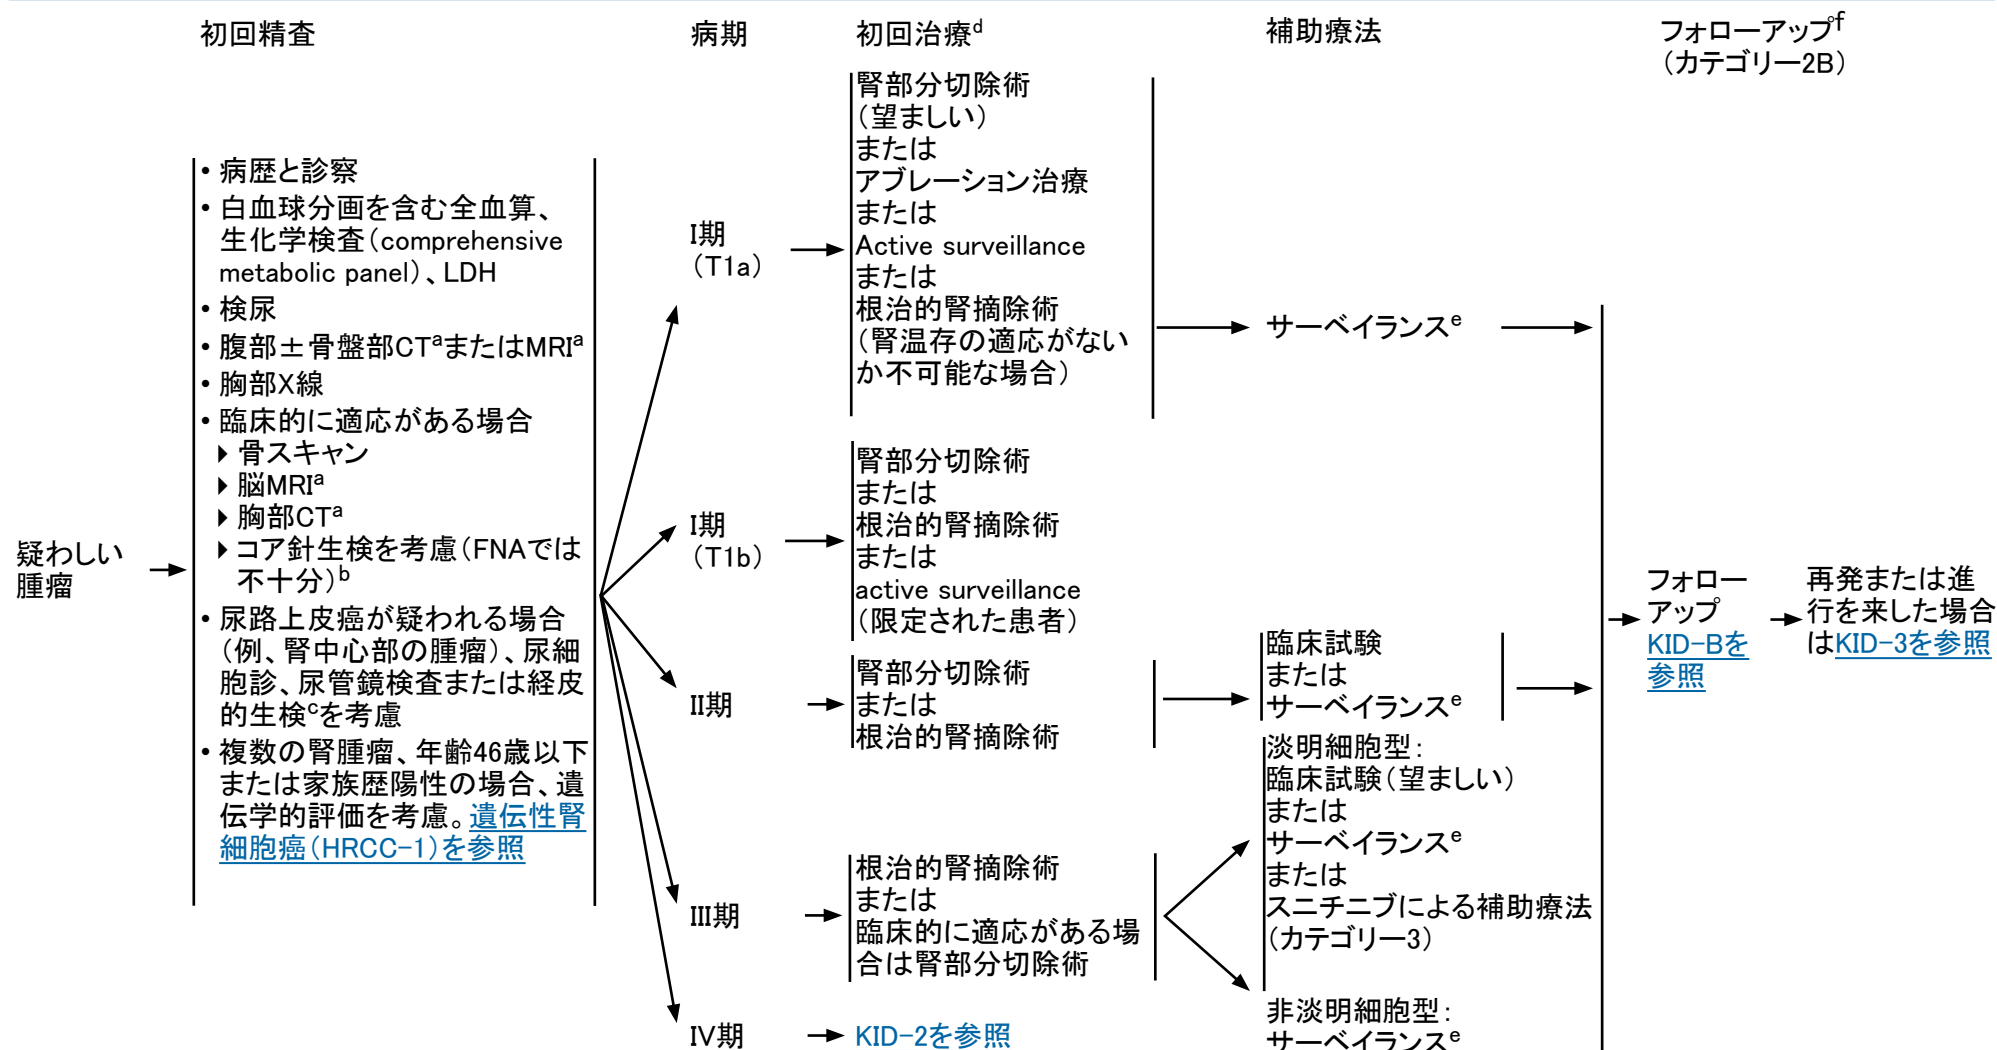 初回精査
病期
初回治療d
補助療法
フォローアップf
（カテゴリー2B）
疑わしい
腫瘤
• 病歴と診察
• 白血球分画を含む全血算、
生化学検査（comprehensive
metabolic panel）、LDH
• 検尿
• 腹部±骨盤部CTaまたはMRIa
• 胸部X線
• 臨床的に適応がある場合
骨スキャン
脳MRIa
胸部CTa
コア針生検を考慮（FNAでは
不十分）b
• 尿路上皮癌が疑われる場合
（例、腎中心部の腫瘤）、尿細
胞診、尿管鏡検査または経皮
的生検cを考慮
• 複数の腎腫瘤、年齢46歳以下
または家族歴陽性の場合、遺
伝学的評価を考慮。遺伝性腎
細胞癌（HRCC-1）を参照
I期
（T1a）
腎部分切除術
（望ましい）
または
アブレーション治療
または
Active surveillance
または
根治的腎摘除術
（腎温存の適応がない
か不可能な場合）
サーベイランスe
I期
（T1b）
腎部分切除術
または
根治的腎摘除術
または
active surveillance
（限定された患者）
II期
腎部分切除術
または
根治的腎摘除術
臨床試験
または
サーベイランスe
III期
根治的腎摘除術
または
臨床的に適応がある場
合は腎部分切除術
淡明細胞型：
臨床試験（望ましい）
または
サーベイランスe
または
スニチニブによる補助療法
（カテゴリー3）
非淡明細胞型：
サーベイランスe
IV期
KID-2を参照
フォロー
アップ
KID-Bを
参照
再発または進
行を来した場合
はKID-3を参照